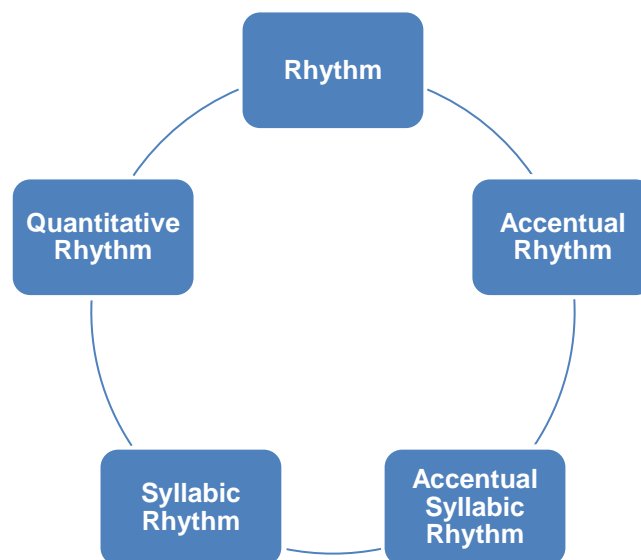 Rhythm
Accentual
Rhythm
Accentual
Syllabic
Rhythm
Syllabic
Rhythm
Quantitative
Rhythm